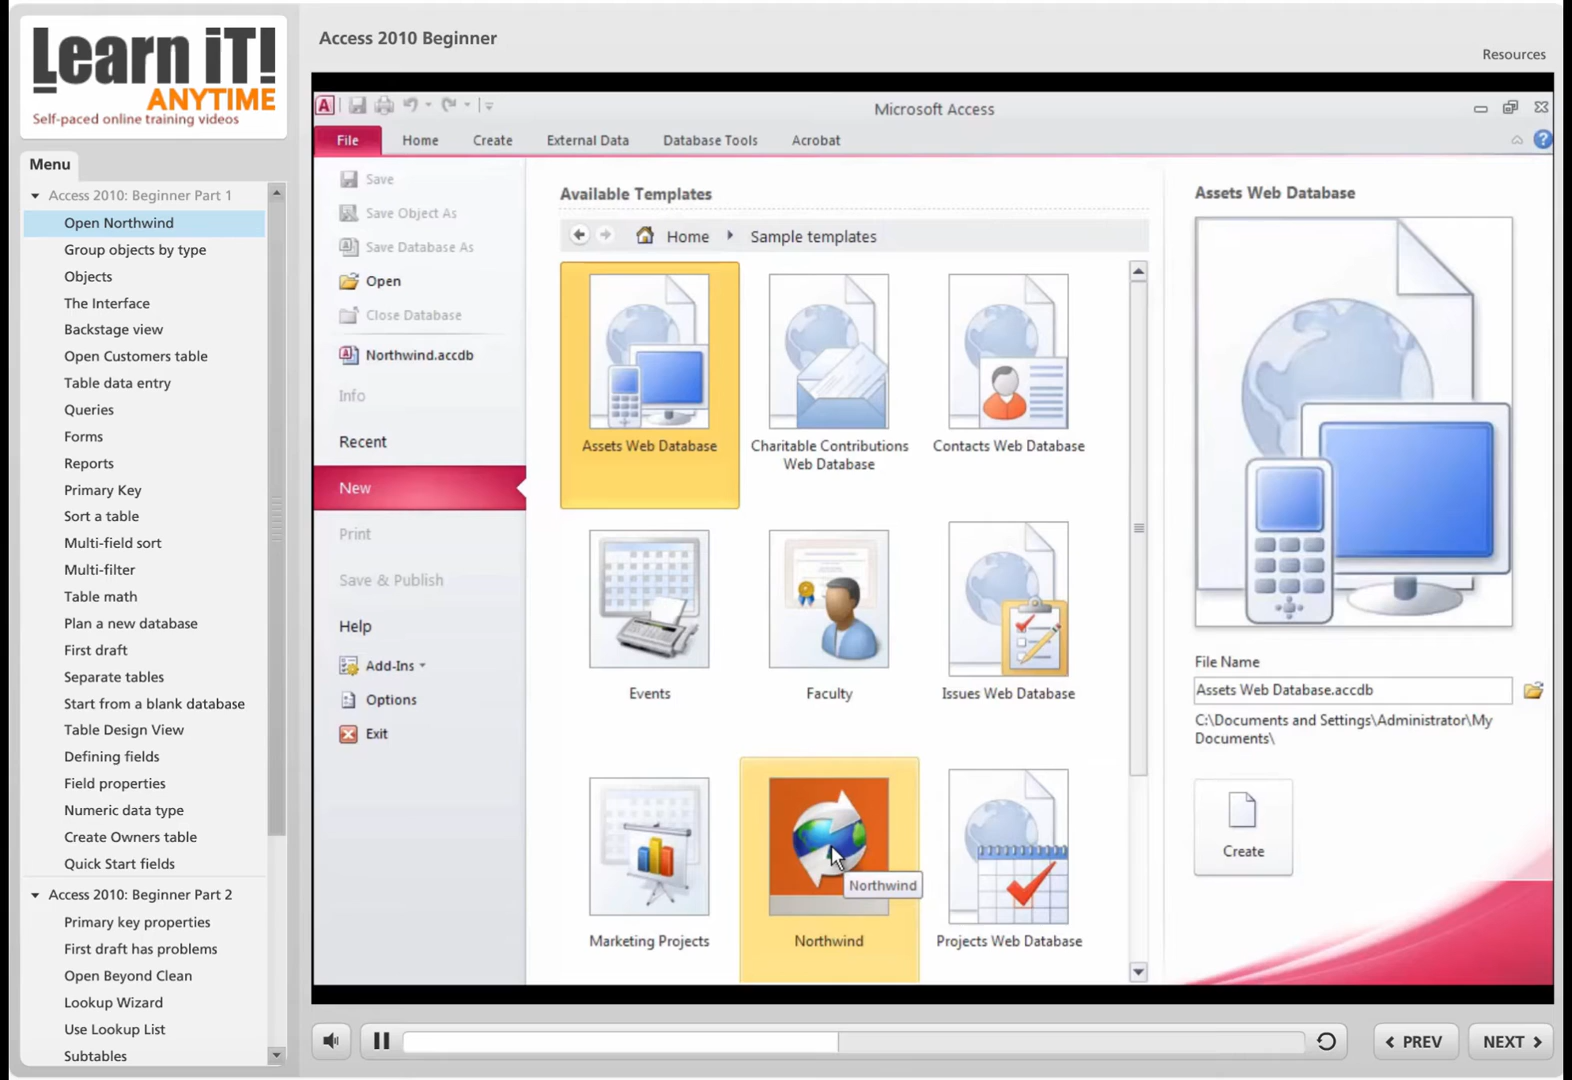 Learn iT!
ANYTIME
Self-paced online training videos
Access 2010 Beginner
Resources
Menu
Access 2010: Beginner Part 1
Open Northwind
Group objects by type
Objects
The Interface
Backstage view
Open Customers table
Table data entry
Queries
Forms
Reports
Primary Key
Sort a table
Multi-field sort
Multi-filter
Table math
Plan a new database
First draft
Separate tables
Start from a blank database
Table Design View
Defining fields
Field properties
Numeric data type
Create Owners table
Quick Start fields
Access 2010: Beginner Part 2
Primary key properties
First draft has problems
Open Beyond Clean
Lookup Wizard
Use Lookup List
Subtables
A
Microsoft Access
File Home Create External Data Database Tools Acrobat
?
Save
Save Object As
Save Database As
Open
Close Database
Northwind.accdb
Info
Recent
New
Print
Save & Publish
Help
Add-Ins
Options
Exit
Available Templates
Home Sample templates
Assets Web Database
Charitable Contributions
Web Database
Contacts Web Database
Events
Faculty
Issues Web Database
Marketing Projects
Northwind
Northwind
Projects Web Database
Assets Web Database
File Name
Assets Web Database.accdb
C:\Documents and Settings\Administrator\My
Documents\
Create
PREV
NEXT